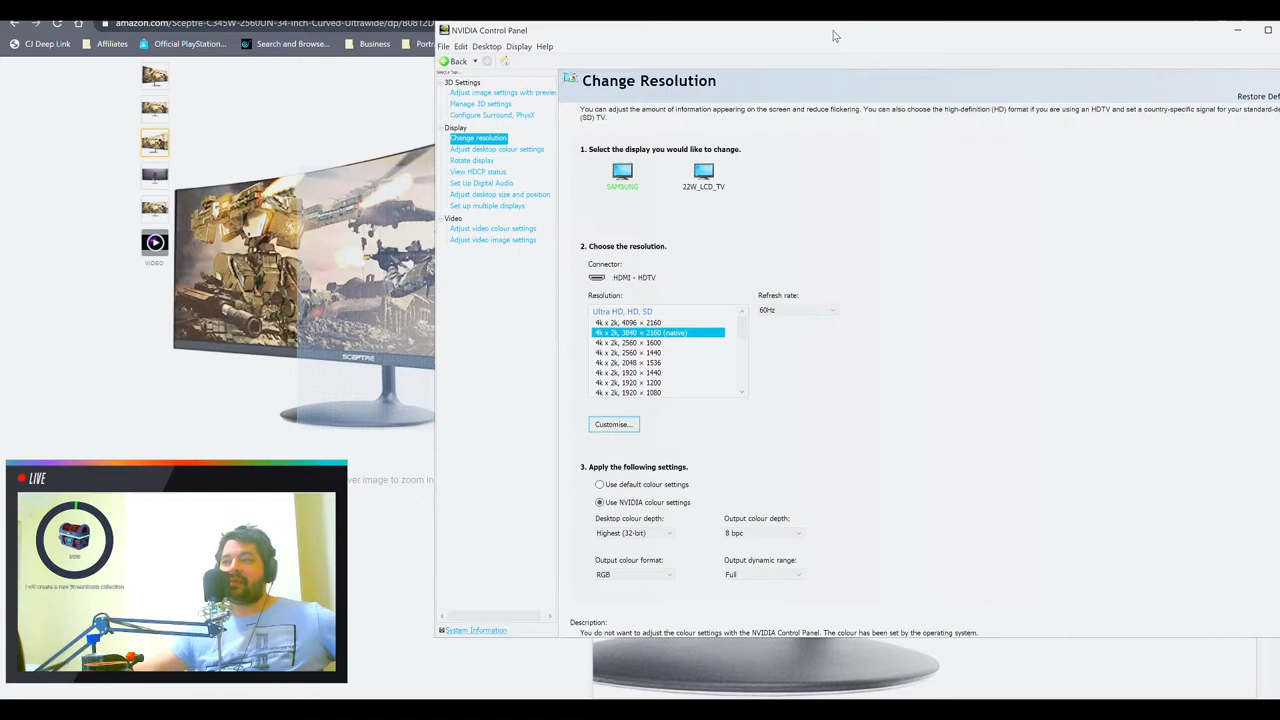 amazon.com/Sceptre-C345W-2560UN-34-inch-Curved-Ultrawide/dp/B0812D
CJ Deep Link
Affiliates
Official PlayStation...
Search and Browse...
Business
Portr
VIDEO
SCEPTRE
ver image to zoom in
NVIDIA Control Panel
File Edit Desktop Display Help
Back
3D Settings
Adjust image settings with preview
Manage 3D settings
Configure Surround, PhysX
Display
Change resolution
Adjust desktop colour settings
Rotate display
View HDCP status
Set Up Digital Audio
Adjust desktop size and position
Set up multiple displays
Video
Adjust video colour settings
Adjust video image settings
System Information
Change Resolution
Restore Def
You can adjust the amount of information appearing on the screen and reduce flickering. You can also choose the high-definition (HD) format if you are using an HDTV and set a country-specific signal for your standard-de
(SD) TV.
1. Select the display you would like to change.
SAMSUNG
22W_LCD_TV
2. Choose the resolution.
Connector:
HDMI - HDTV
Resolution:
Refresh rate:
Ultra HD, HD, SD
60Hz
4k x 2k, 4096 × 2160
4k x 2k, 3840 × 2160 (native)
4k x 2k, 2560 × 1600
4k x 2k, 2560 × 1440
4k x 2k, 2048 × 1536
4k x 2k, 1920 × 1440
4k x 2k, 1920 × 1200
4k x 2k, 1920 × 1080
Customise...
3. Apply the following settings.
Use default colour settings
Use NVIDIA colour settings
Desktop colour depth:
Output colour depth:
Highest (32-bit)
8 bpc
Output colour format:
Output dynamic range:
RGB
Full
Description:
You do not want to adjust the colour settings with the NVIDIA Control Panel. The colour has been set by the operating system.
LIVE
I will create a new Streamloots collection